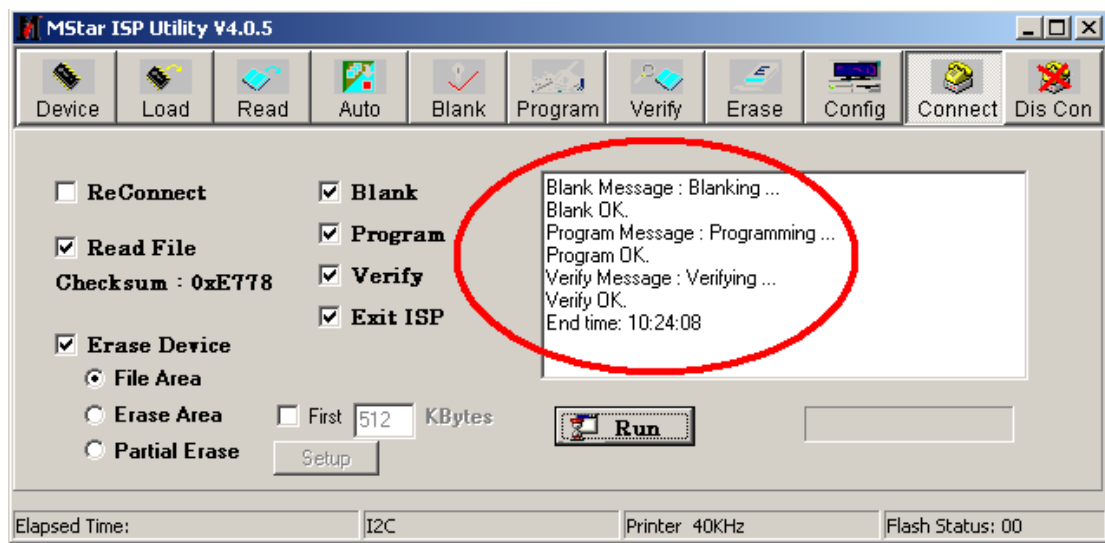 MStar ISP Utility V4.0.5
Device Load Read Auto Blank Program Verify Erase Config Connect Dis Con
ReConnect
Read File
Checksum : 0xE778
Erase Device
File Area
Erase Area
First 512 KBytes
Partial Erase
Setup
Blank
Program
Verify
Exit ISP
Blank Message : Blanking ...
Blank OK.
Program Message : Programming ...
Program OK.
Verify Message : Verifying ...
Verify OK.
End time: 10:24:08
Run
Elapsed Time: I2C Printer 40KHz Flash Status: 00